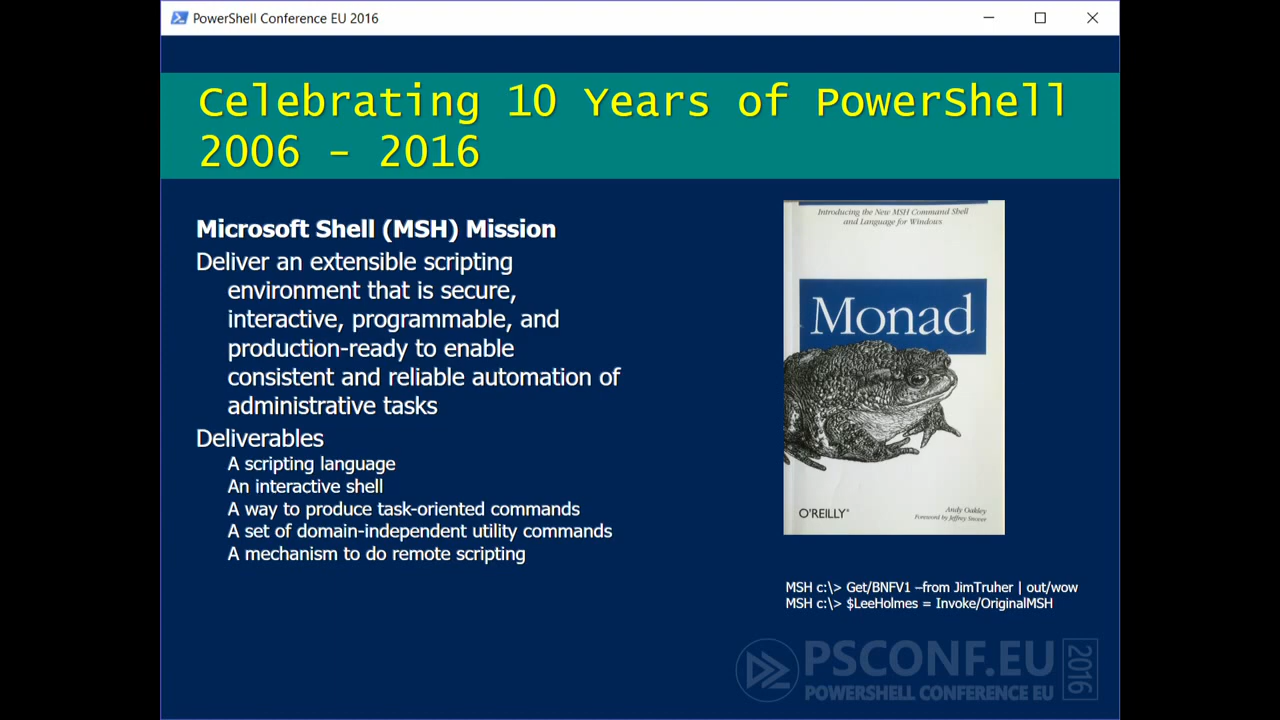 PowerShell Conference EU 2016
Celebrating 10 Years of PowerShell
2006 - 2016
Microsoft Shell (MSH) Mission
Deliver an extensible scripting
environment that is secure,
interactive, programmable, and
production-ready to enable
consistent and reliable automation of
administrative tasks
Deliverables
A scripting language
An interactive shell
A way to produce task-oriented commands
A set of domain-independent utility commands
A mechanism to do remote scripting
Introducing the New MSH Command Shell
and Language for Windows
Monad
O'REILLY®
Andy Oakley
Foreword by Jeffrey Snover
MSH c:\> Get/BNFV1 –from JimTruher | out/wow
MSH c:\> $LeeHolmes = Invoke/OriginalMSH
PSCONF.EU
2016
POWERSHELL CONFERENCE EU